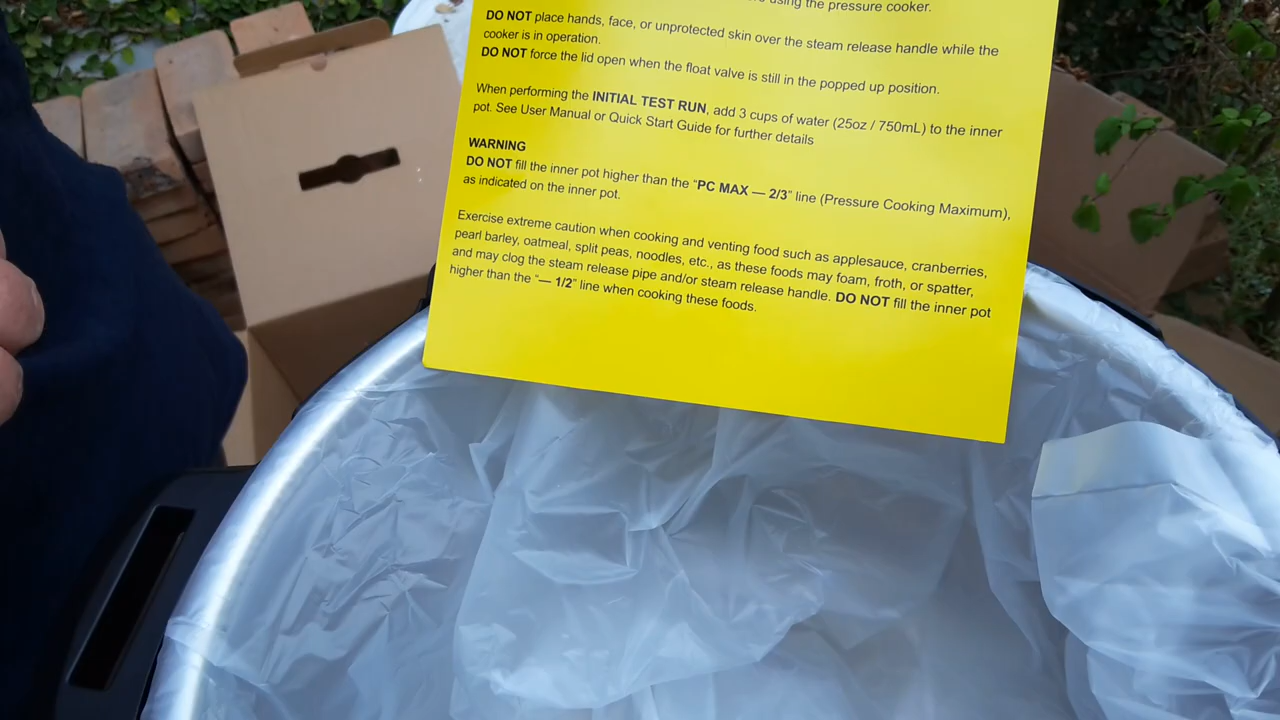 using the pressure cooker.
DO NOT place hands, face, or unprotected skin over the steam release handle while the
cooker is in operation.
DO NOT force the lid open when the float valve is still in the popped up position.
When performing the INITIAL TEST RUN, add 3 cups of water (25oz / 750mL) to the inner
pot. See User Manual or Quick Start Guide for further details
WARNING
DO NOT fill the inner pot higher than the “PC MAX — 2/3” line (Pressure Cooking Maximum),
as indicated on the inner pot.
Exercise extreme caution when cooking and venting food such as applesauce, cranberries,
pearl barley, oatmeal, split peas, noodles, etc., as these foods may foam, froth, or spatter,
and may clog the steam release pipe and/or steam release handle. DO NOT fill the inner pot
higher than the “— 1/2” line when cooking these foods.